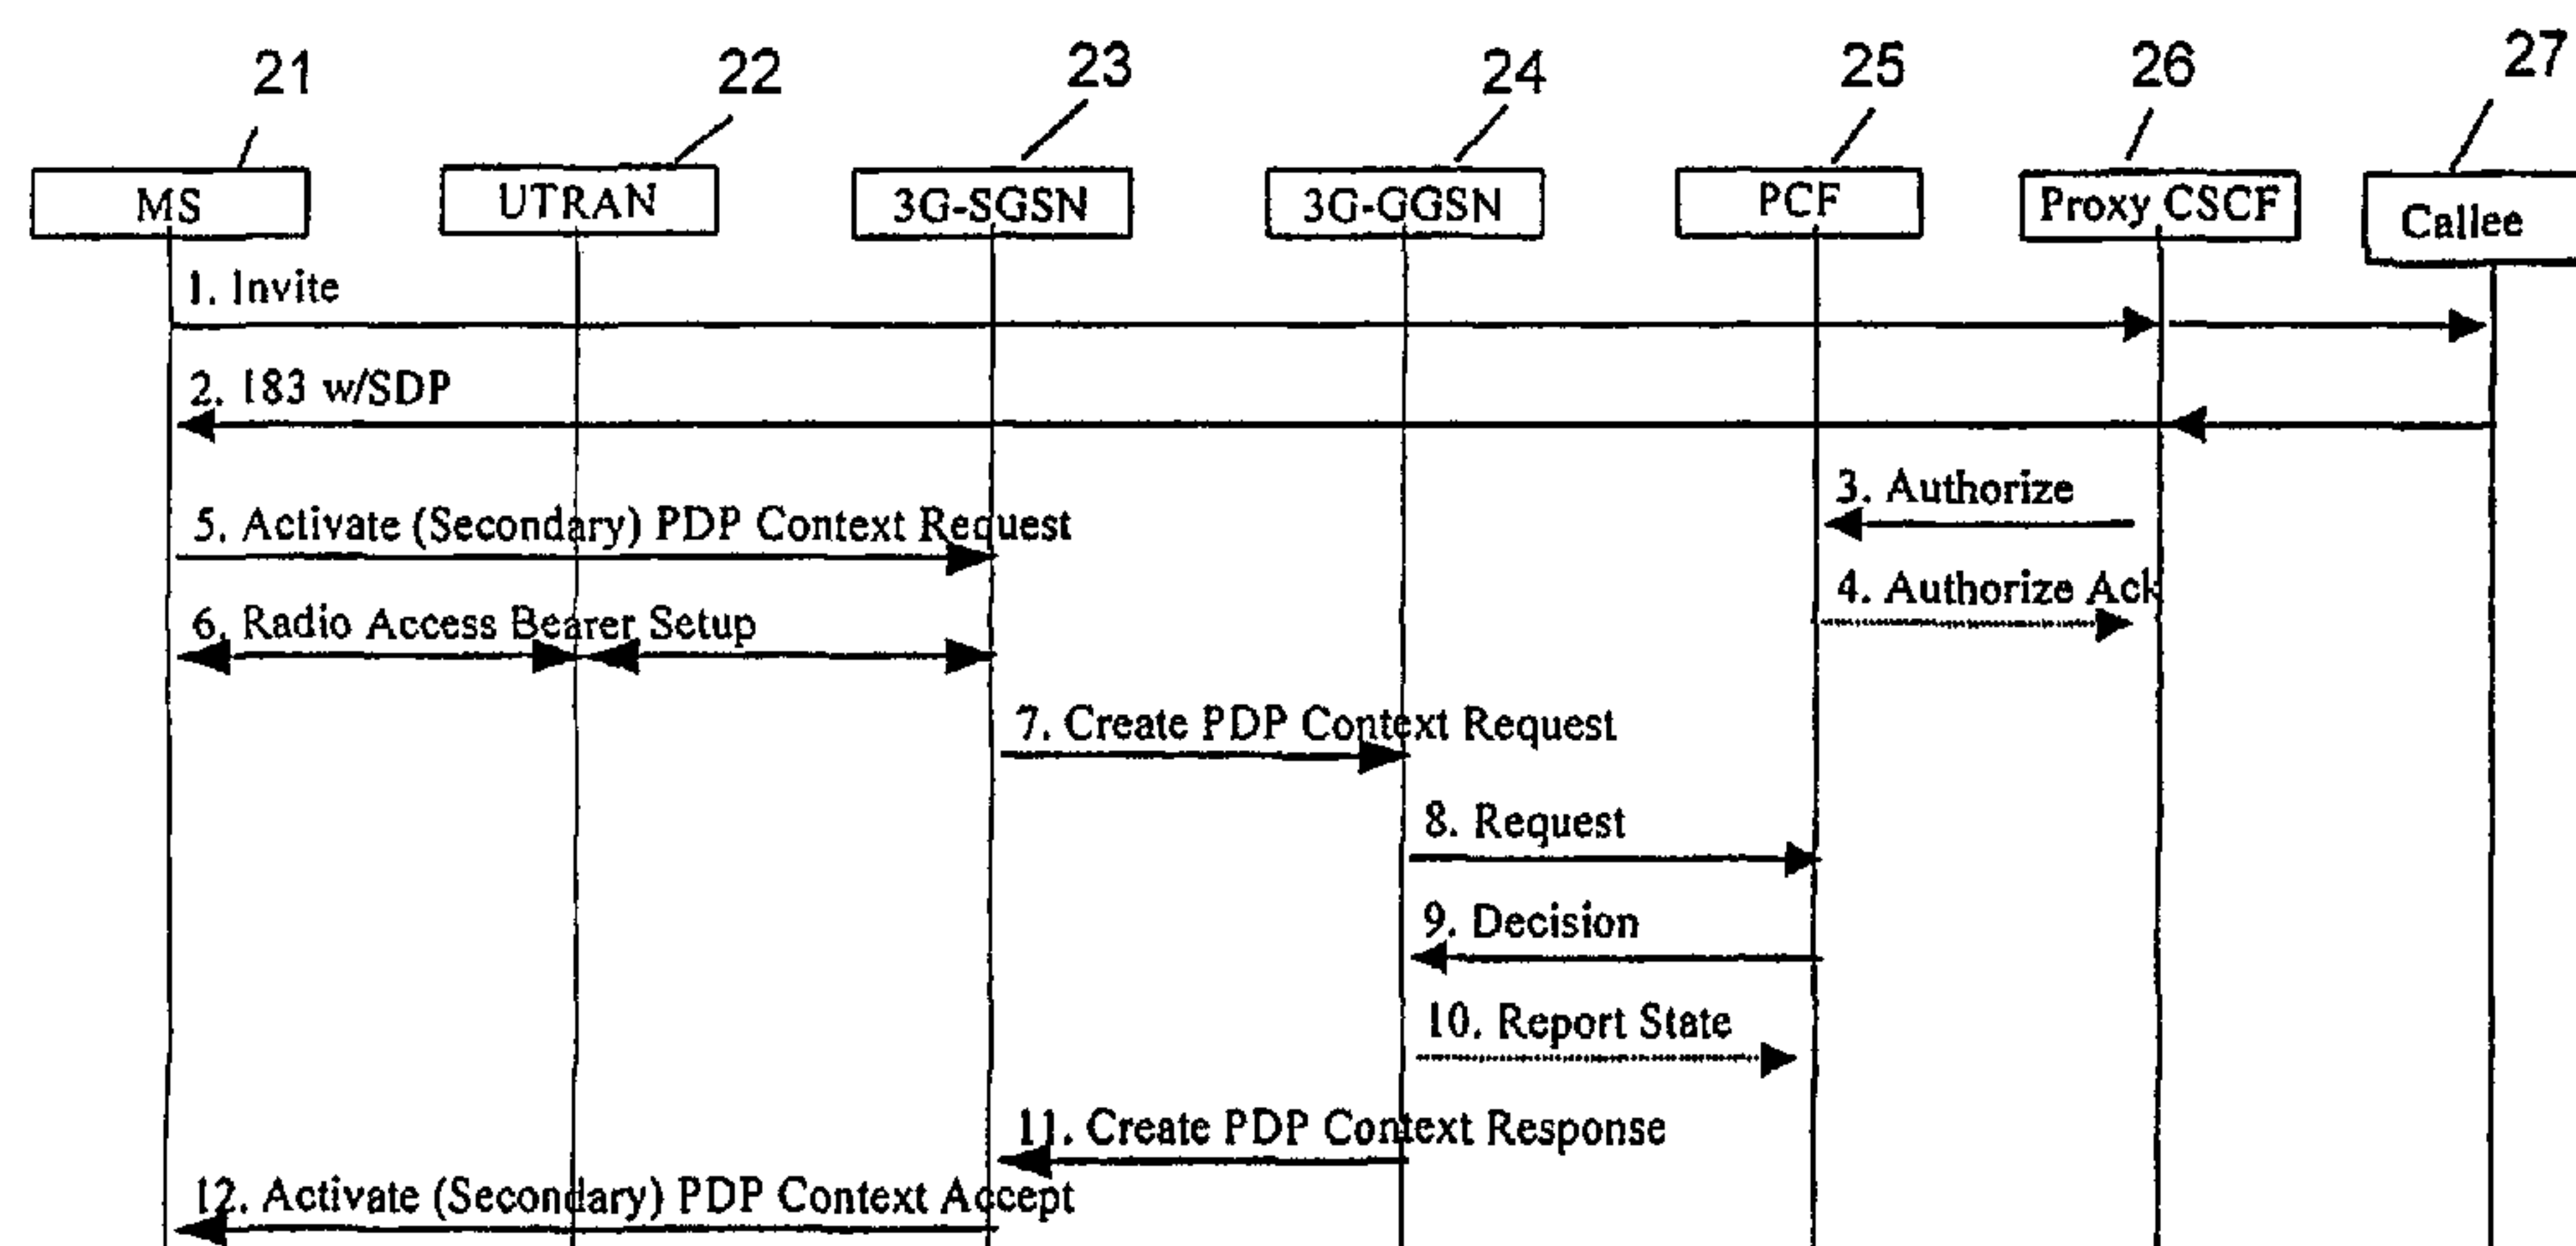 21 22 23 24 25 26 27
MS UTRAN 3G-SGSN 3G-GGSN PCF Proxy CSCF Callee
1. Invite
2. 183 w/SDP
3. Authorize
5. Activate (Secondary) PDP Context Request
4. Authorize Ack
6. Radio Access Bearer Setup
7. Create PDP Context Request
8. Request
9. Decision
10. Report State
11. Create PDP Context Response
12. Activate (Secondary) PDP Context Accept